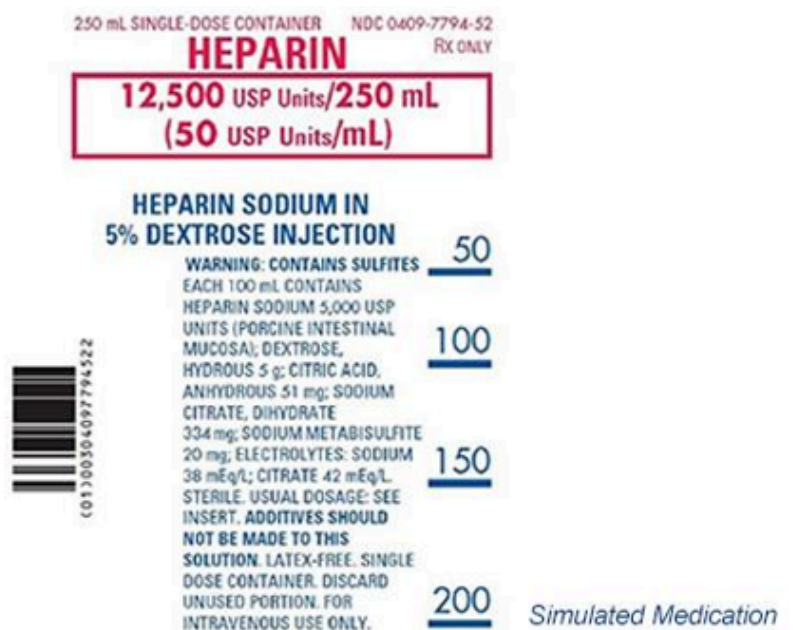 250 mL SINGLE-DOSE CONTAINER NDC 0409-7794-52
HEPARIN RX ONLY
12,500 USP Units/250 mL
(50 USP Units/mL)
HEPARIN SODIUM IN
5% DEXTROSE INJECTION
WARNING: CONTAINS SULFITES
EACH 100 mL CONTAINS
HEPARIN SODIUM 5,000 USP
UNITS (PORCINE INTESTINAL
MUCOSA); DEXTROSE,
HYDROUS 5 g; CITRIC ACID,
ANHYDROUS 51 mg; SODIUM
CITRATE, DIHYDRATE
334 mg; SODIUM METABISULFITE
20 mg; ELECTROLYTES: SODIUM
38 mEq/L; CITRATE 42 mEq/L.
STERILE. USUAL DOSAGE: SEE
INSERT. ADDITIVES SHOULD
NOT BE MADE TO THIS
SOLUTION. LATEX-FREE. SINGLE
DOSE CONTAINER. DISCARD
UNUSED PORTION. FOR
INTRAVENOUS USE ONLY.
50
100
150
200
(01)00304097794522
Simulated Medication